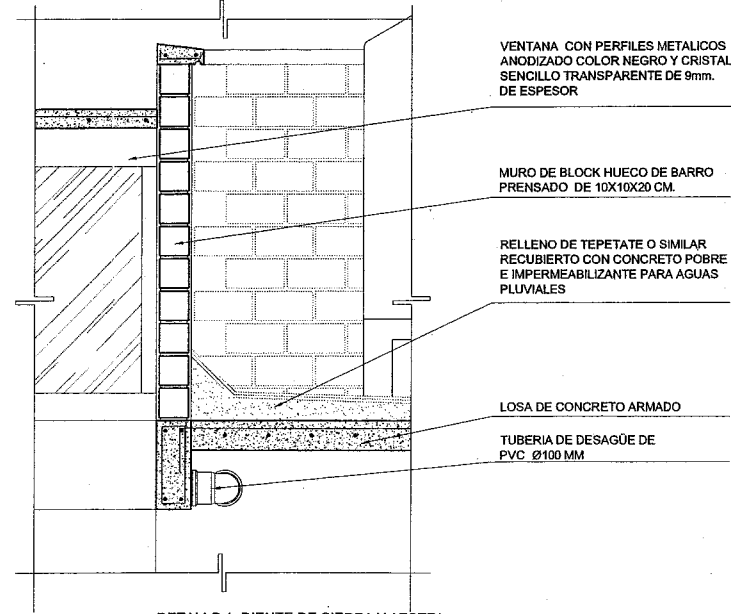 VENTANA CON PERFILES METALICOS
ANODIZADO COLOR NEGRO Y CRISTAL
SENCILLO TRANSPARENTE DE 9mm.
DE ESPESOR
MURO DE BLOCK HUECO DE BARRO
PRENSADO DE 10X10X20 CM.
RELLENO DE TEPETATE O SIMILAR
RECUBIERTO CON CONCRETO POBRE
E IMPERMEABILIZANTE PARA AGUAS
PLUVIALES
LOSA DE CONCRETO ARMADO
TUBERIA DE DESAGÜE DE
PVC Ø100 MM